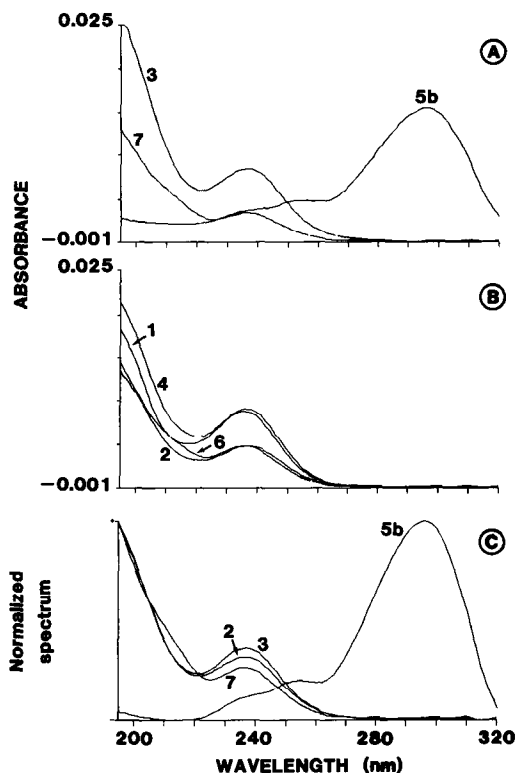 0.025
A
3
5b
7
ABSORBANCE
-0.001
0.025
B
1
4
6
2
-0.001
C
5b
Normalized
spectrum
2
3
7
200 240 280 320
WAVELENGTH (nm)